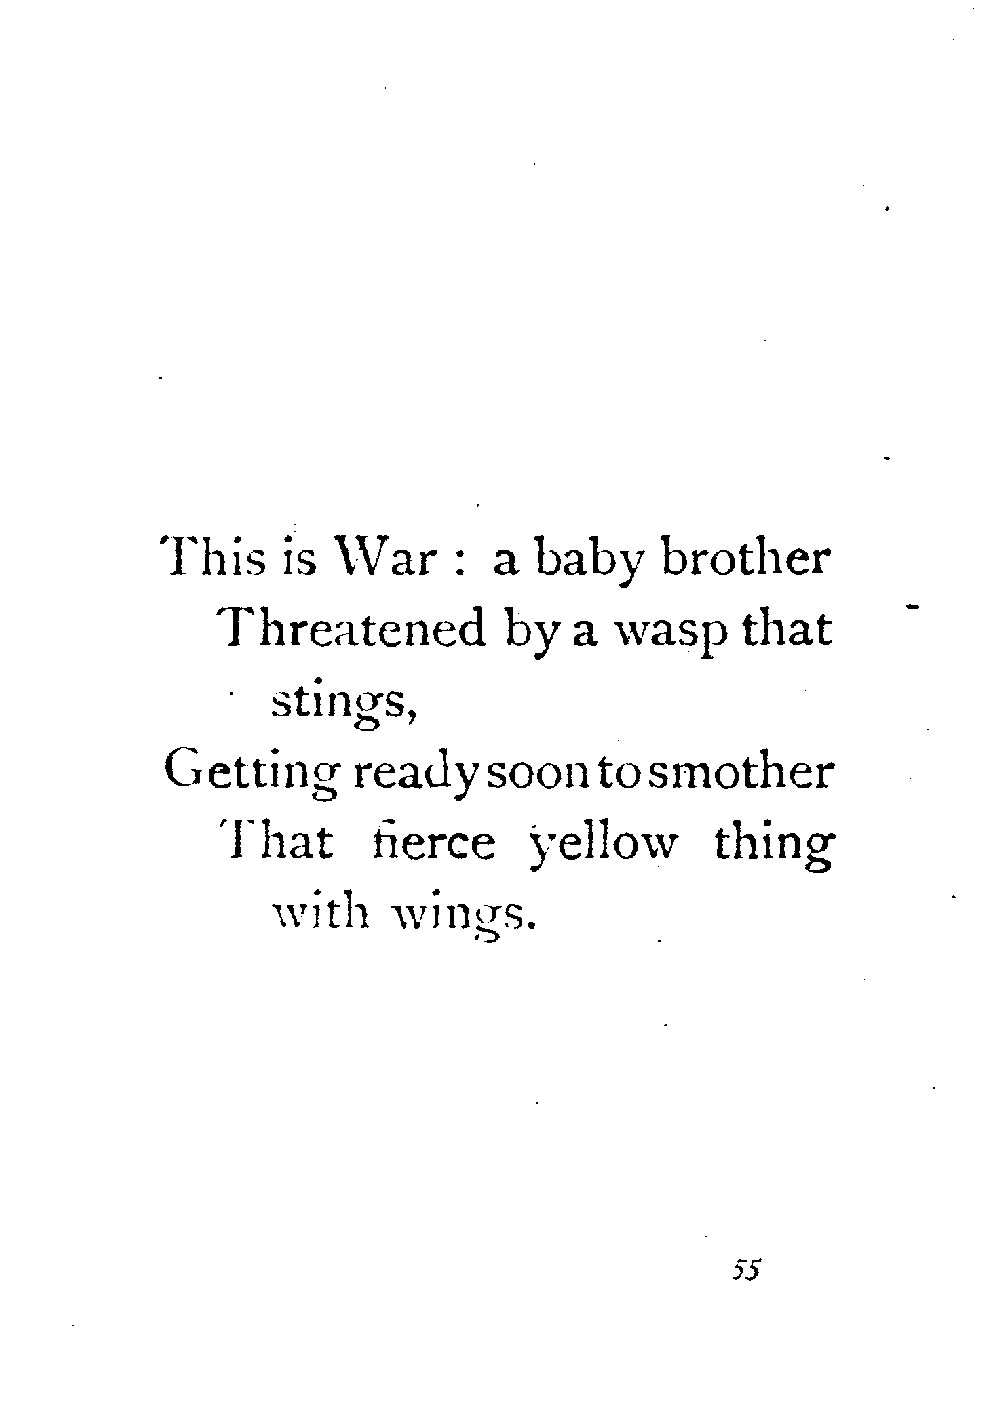 This is War : a baby brother
Threatened by a wasp that
stings,
Getting ready soon to smother
That fierce yellow thing
with wings.
55